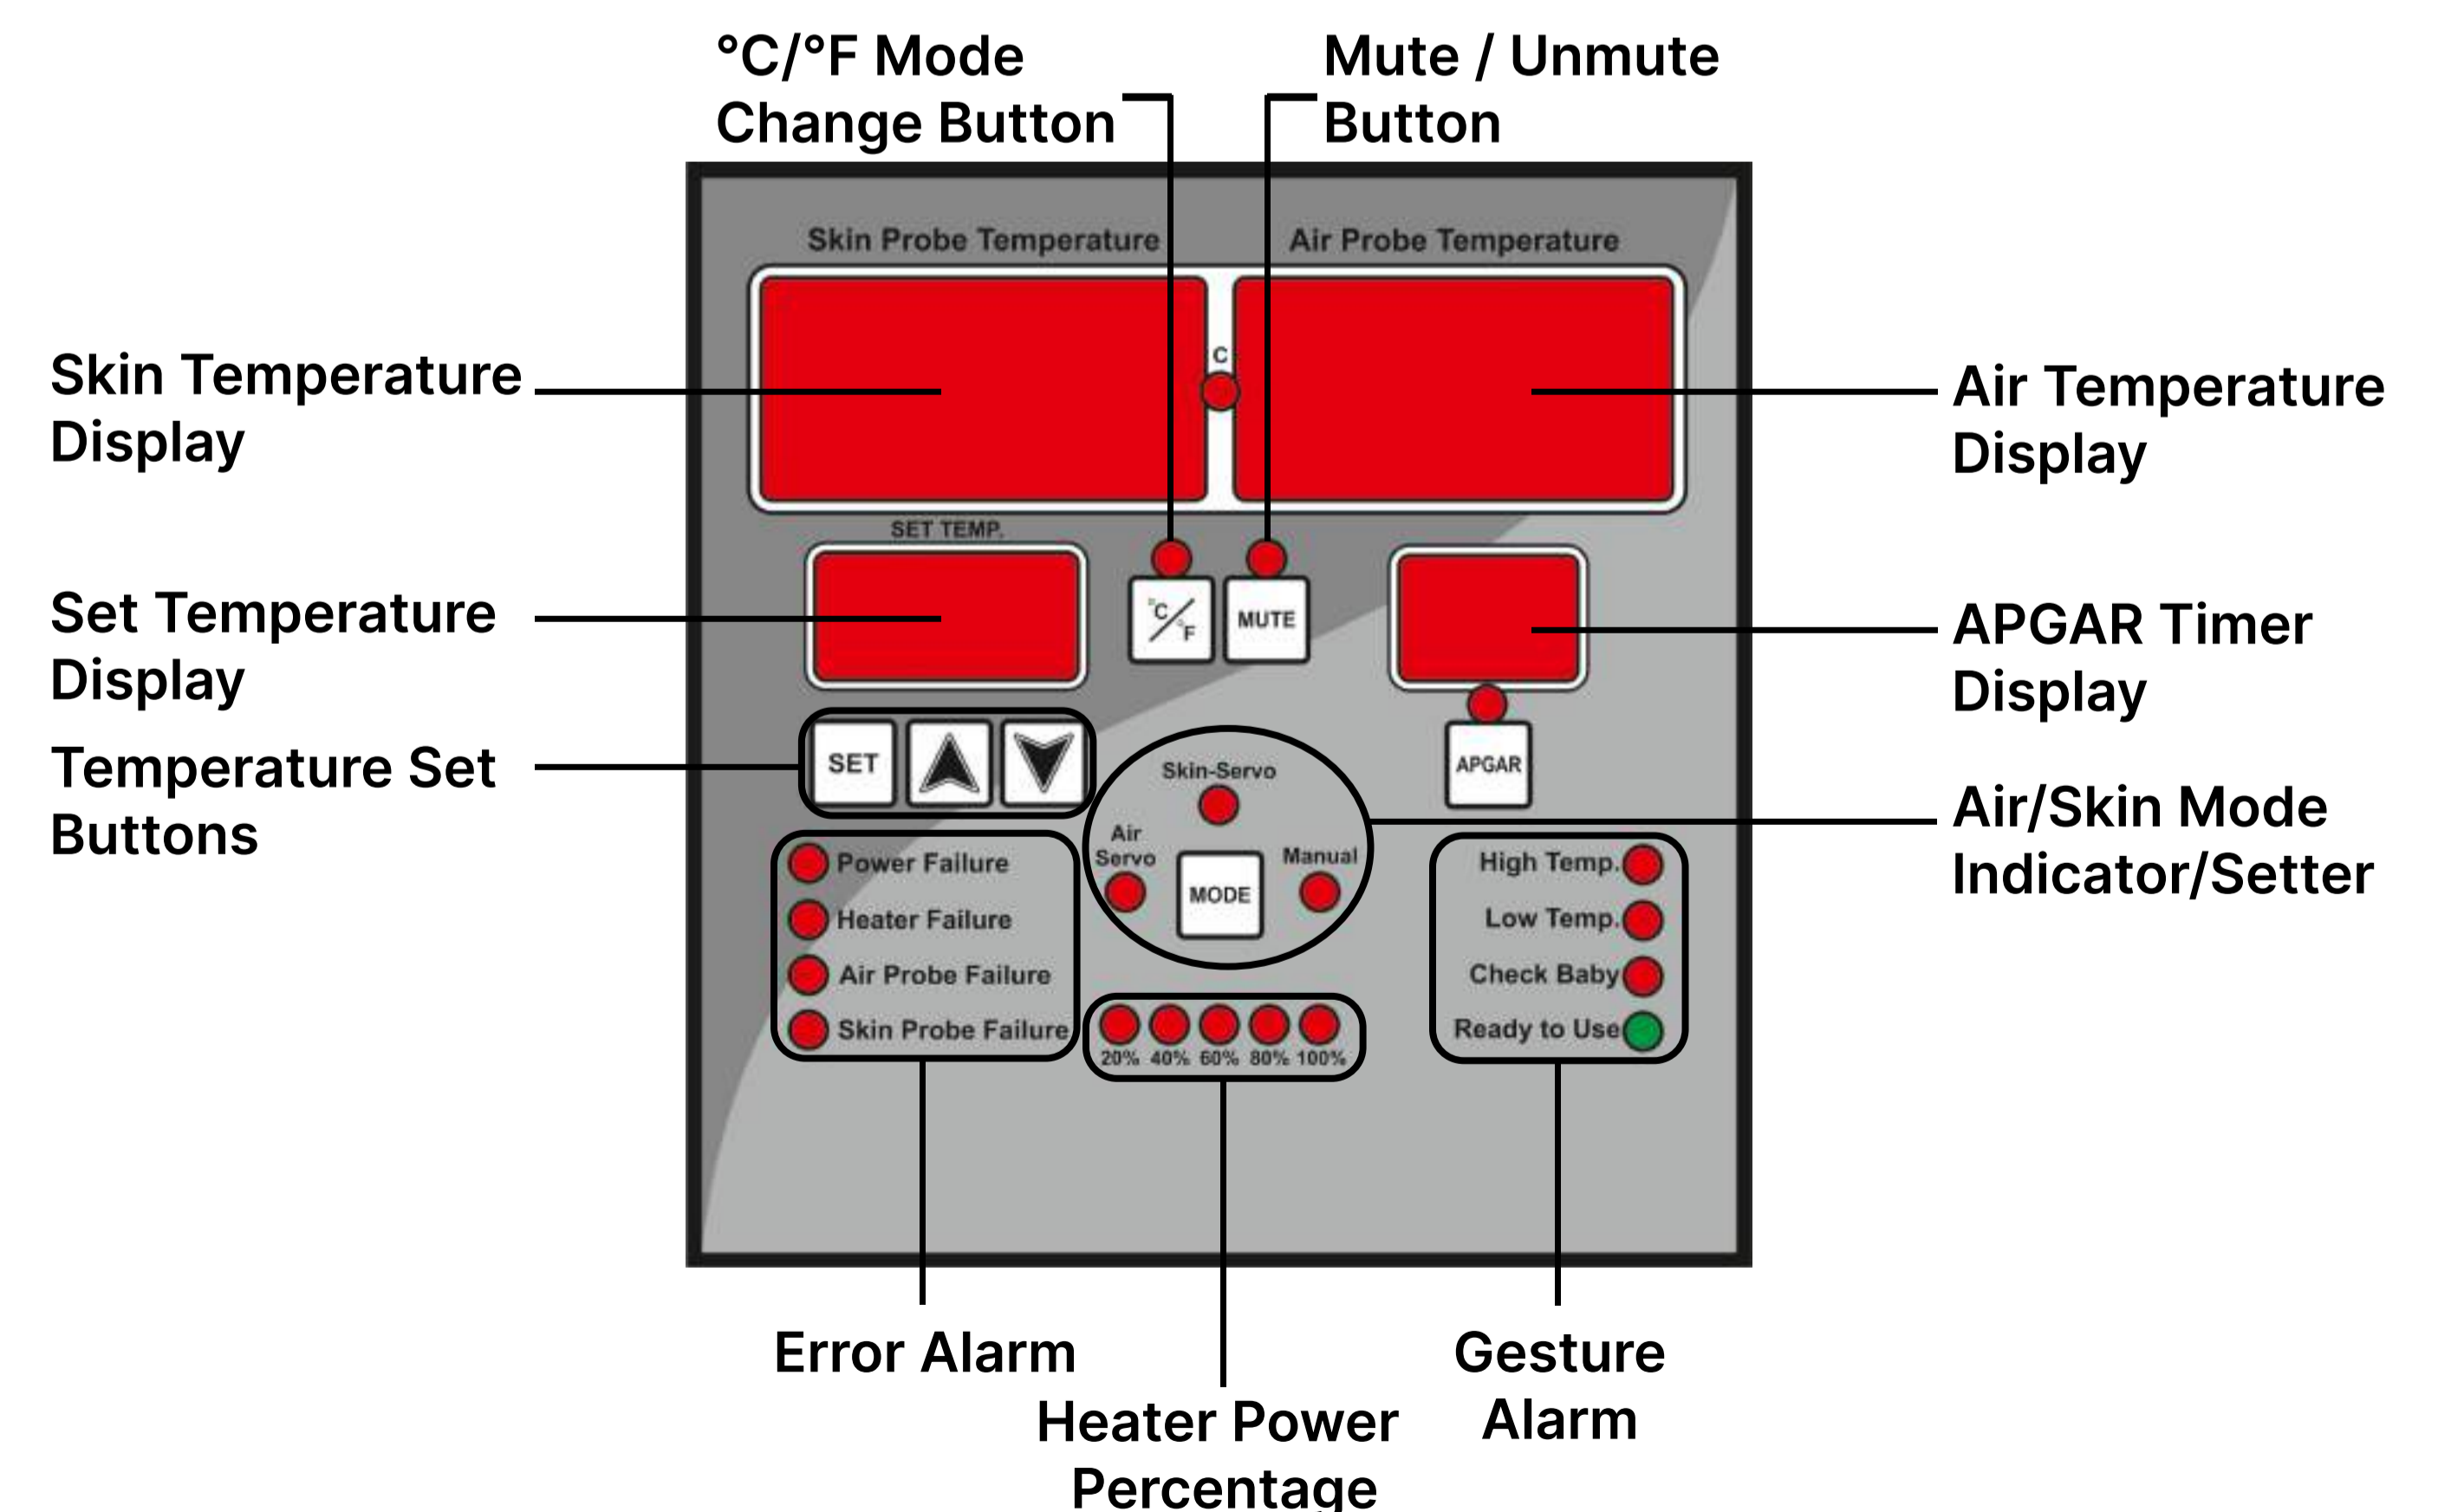 °C/°F Mode
Change Button
Mute / Unmute
Button
Skin Probe Temperature
Air Probe Temperature
C
Skin Temperature
Display
Air Temperature
Display
SET TEMP.
°C/°F
MUTE
Set Temperature
Display
APGAR Timer
Display
Temperature Set
Buttons
SET
APGAR
Air/Skin Mode
Indicator/Setter
Skin-Servo
Air
Servo
Manual
MODE
Power Failure
Heater Failure
Air Probe Failure
Skin Probe Failure
High Temp.
Low Temp.
Check Baby
Ready to Use
20% 40% 60% 80% 100%
Error Alarm
Heater Power
Percentage
Gesture
Alarm